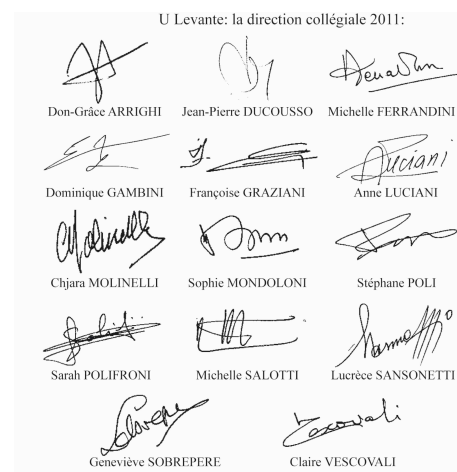 U Levante: la direction collégiale 2011:
Don-Grâce ARRIGHI Jean-Pierre DUCOUSSO Michelle FERRANDINI
Luciani
Dominique GAMBINI Françoise GRAZIANI Anne LUCIANI
Chjara MOLINELLI Sophie MONDOLONI Stéphane POLI
Sarah POLIFRONI Michelle SALOTTI Lucrèce SANSONETTI
Geneviève SOBREPERE Claire VESCOVALI